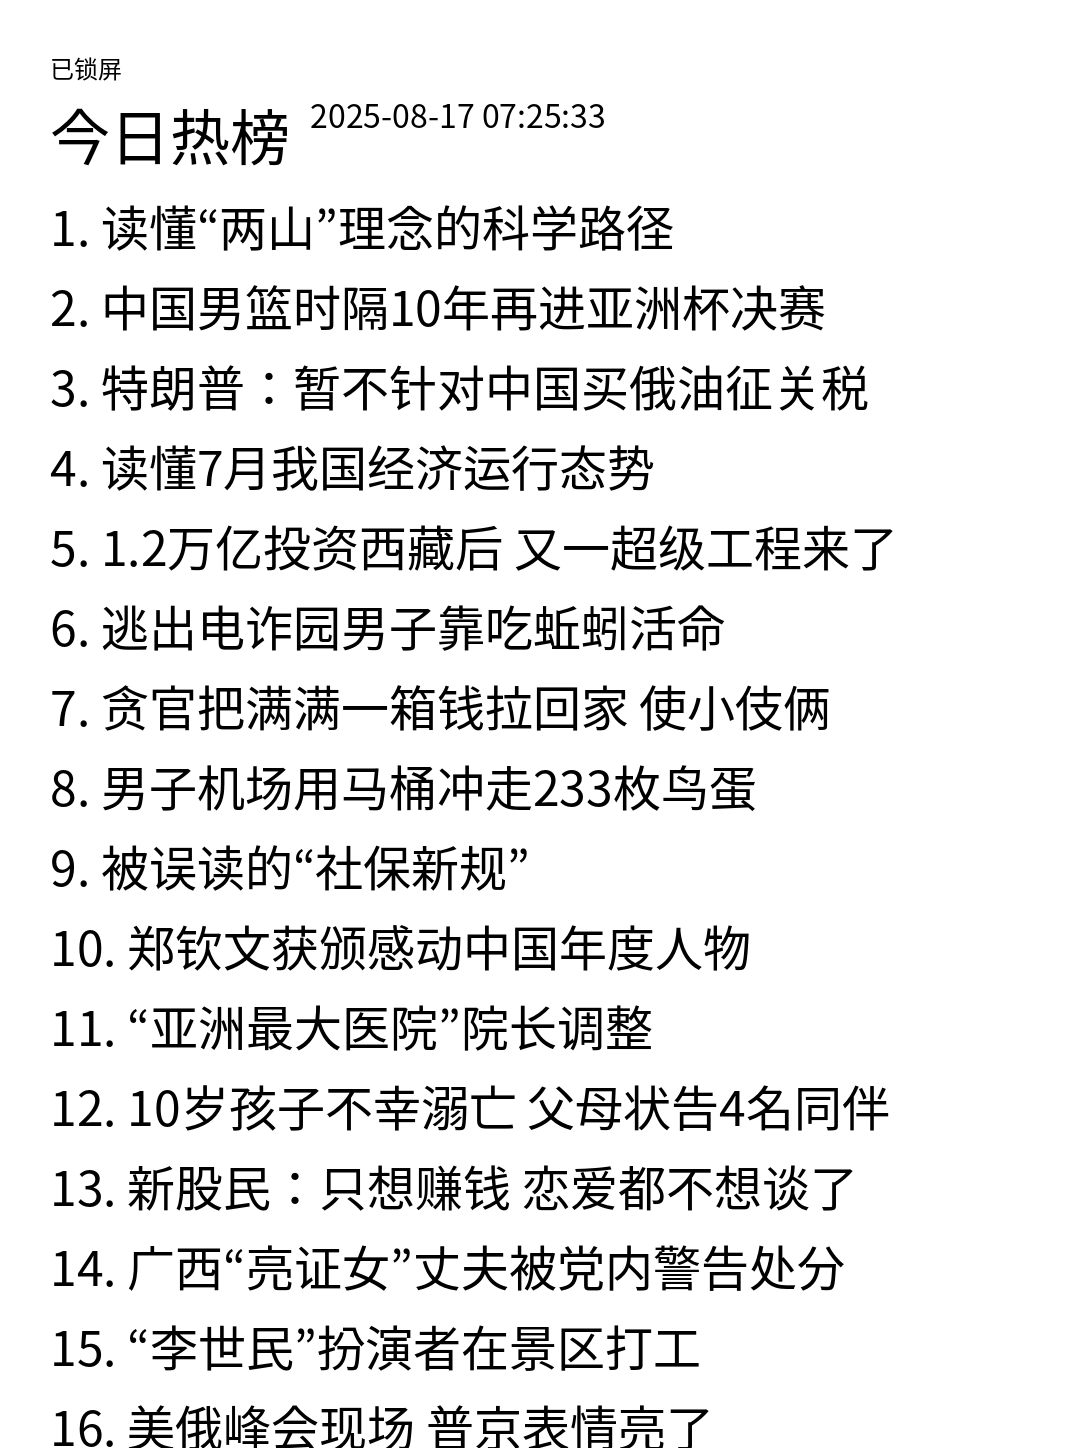 已锁屏
今日热榜 2025-08-17 07:25:33
1. 读懂“两山”理念的科学路径
2. 中国男篮时隔10年再进亚洲杯决赛
3. 特朗普：暂不针对中国买俄油征关税
4. 读懂7月我国经济运行态势
5. 1.2万亿投资西藏后 又一超级工程来了
6. 逃出电诈园男子靠吃蚯蚓活命
7. 贪官把满满一箱钱拉回家 使小伎俩
8. 男子机场用马桶冲走233枚鸟蛋
9. 被误读的“社保新规”
10. 郑钦文获颁感动中国年度人物
11. “亚洲最大医院”院长调整
12. 10岁孩子不幸溺亡 父母状告4名同伴
13. 新股民：只想赚钱 恋爱都不想谈了
14. 广西“亮证女”丈夫被党内警告处分
15. “李世民”扮演者在景区打工
16. 美俄峰会现场 普京表情亮了